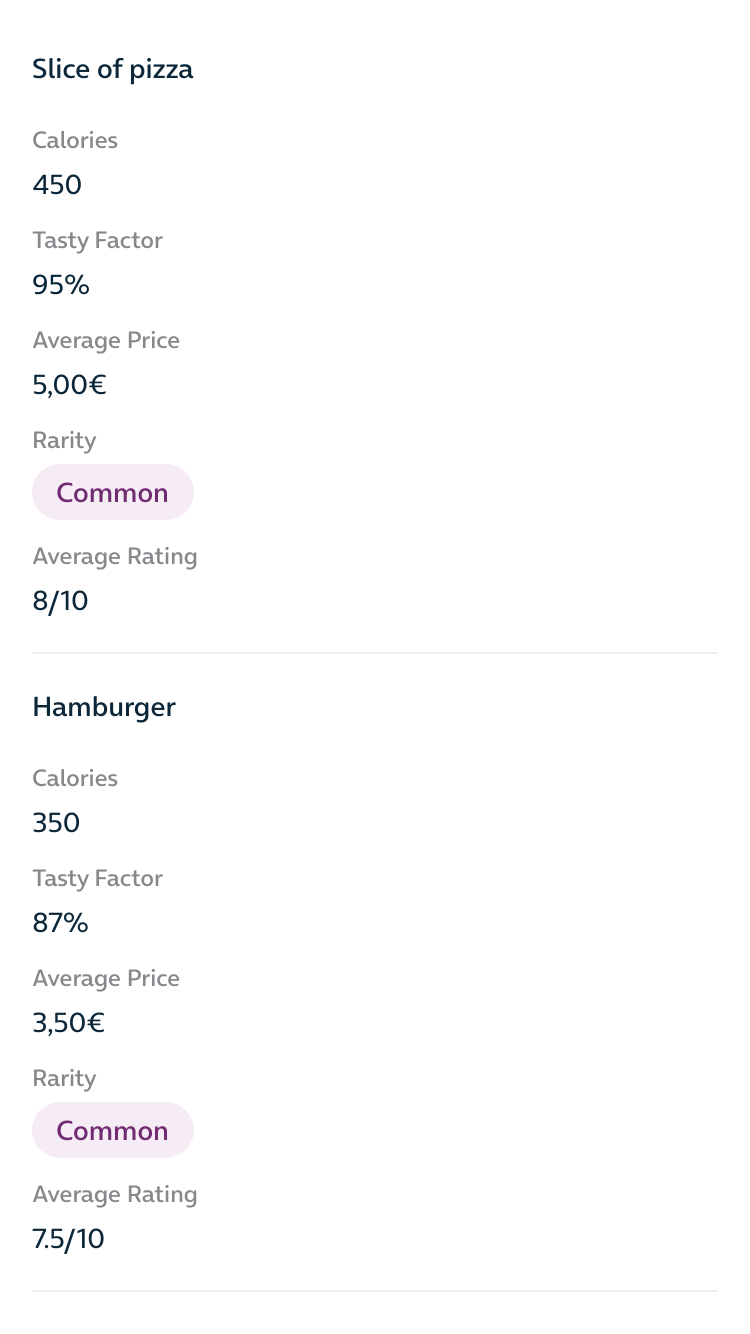 Slice of pizza
Calories
450
Tasty Factor
95%
Average Price
5,00€
Rarity
Common
Average Rating
8/10
Hamburger
Calories
350
Tasty Factor
87%
Average Price
3,50€
Rarity
Common
Average Rating
7.5/10